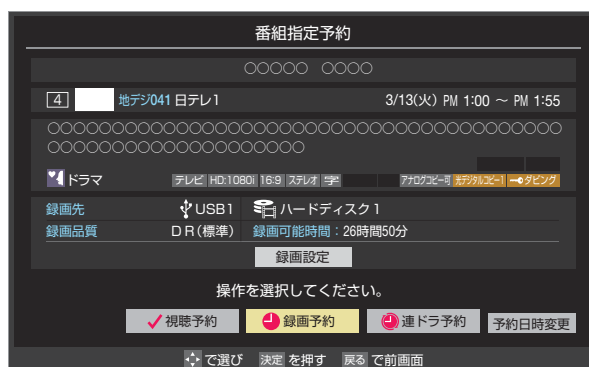 番組指定予約
○○○○○ ○○○○
4 地デジ041 日テレ1 3/13(火) PM 1:00 ～ PM 1:55
○○○○○○○○○○○○○○○○○○○○○○○○○○○○○○○○○○○○○○○○
○○○○○○○○○○○○○○○○○○○○
ドラマ テレビ HD:1080i 16:9 ステレオ 字 アナログコピー可 光デジタルコピー1 ダビング
録画先 USB1 ハードディスク1
録画品質 DR(標準) 録画可能時間：26時間50分
録画設定
操作を選択してください。
視聴予約 録画予約 連ドラ予約 予約日時変更
で選び 決定 を押す 戻る で前画面